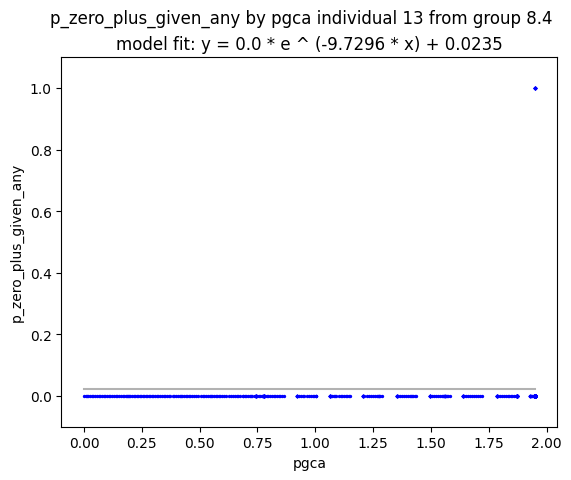 p_zero_plus_given_any by pgca individual 13 from group 8.4
model fit: y = 0.0 * e ^ (-9.7296 * x) + 0.0235
p_zero_plus_given_any
1.0
0.8
0.6
0.4
0.2
0.0
0.00 0.25 0.50 0.75 1.00 1.25 1.50 1.75 2.00
pgca